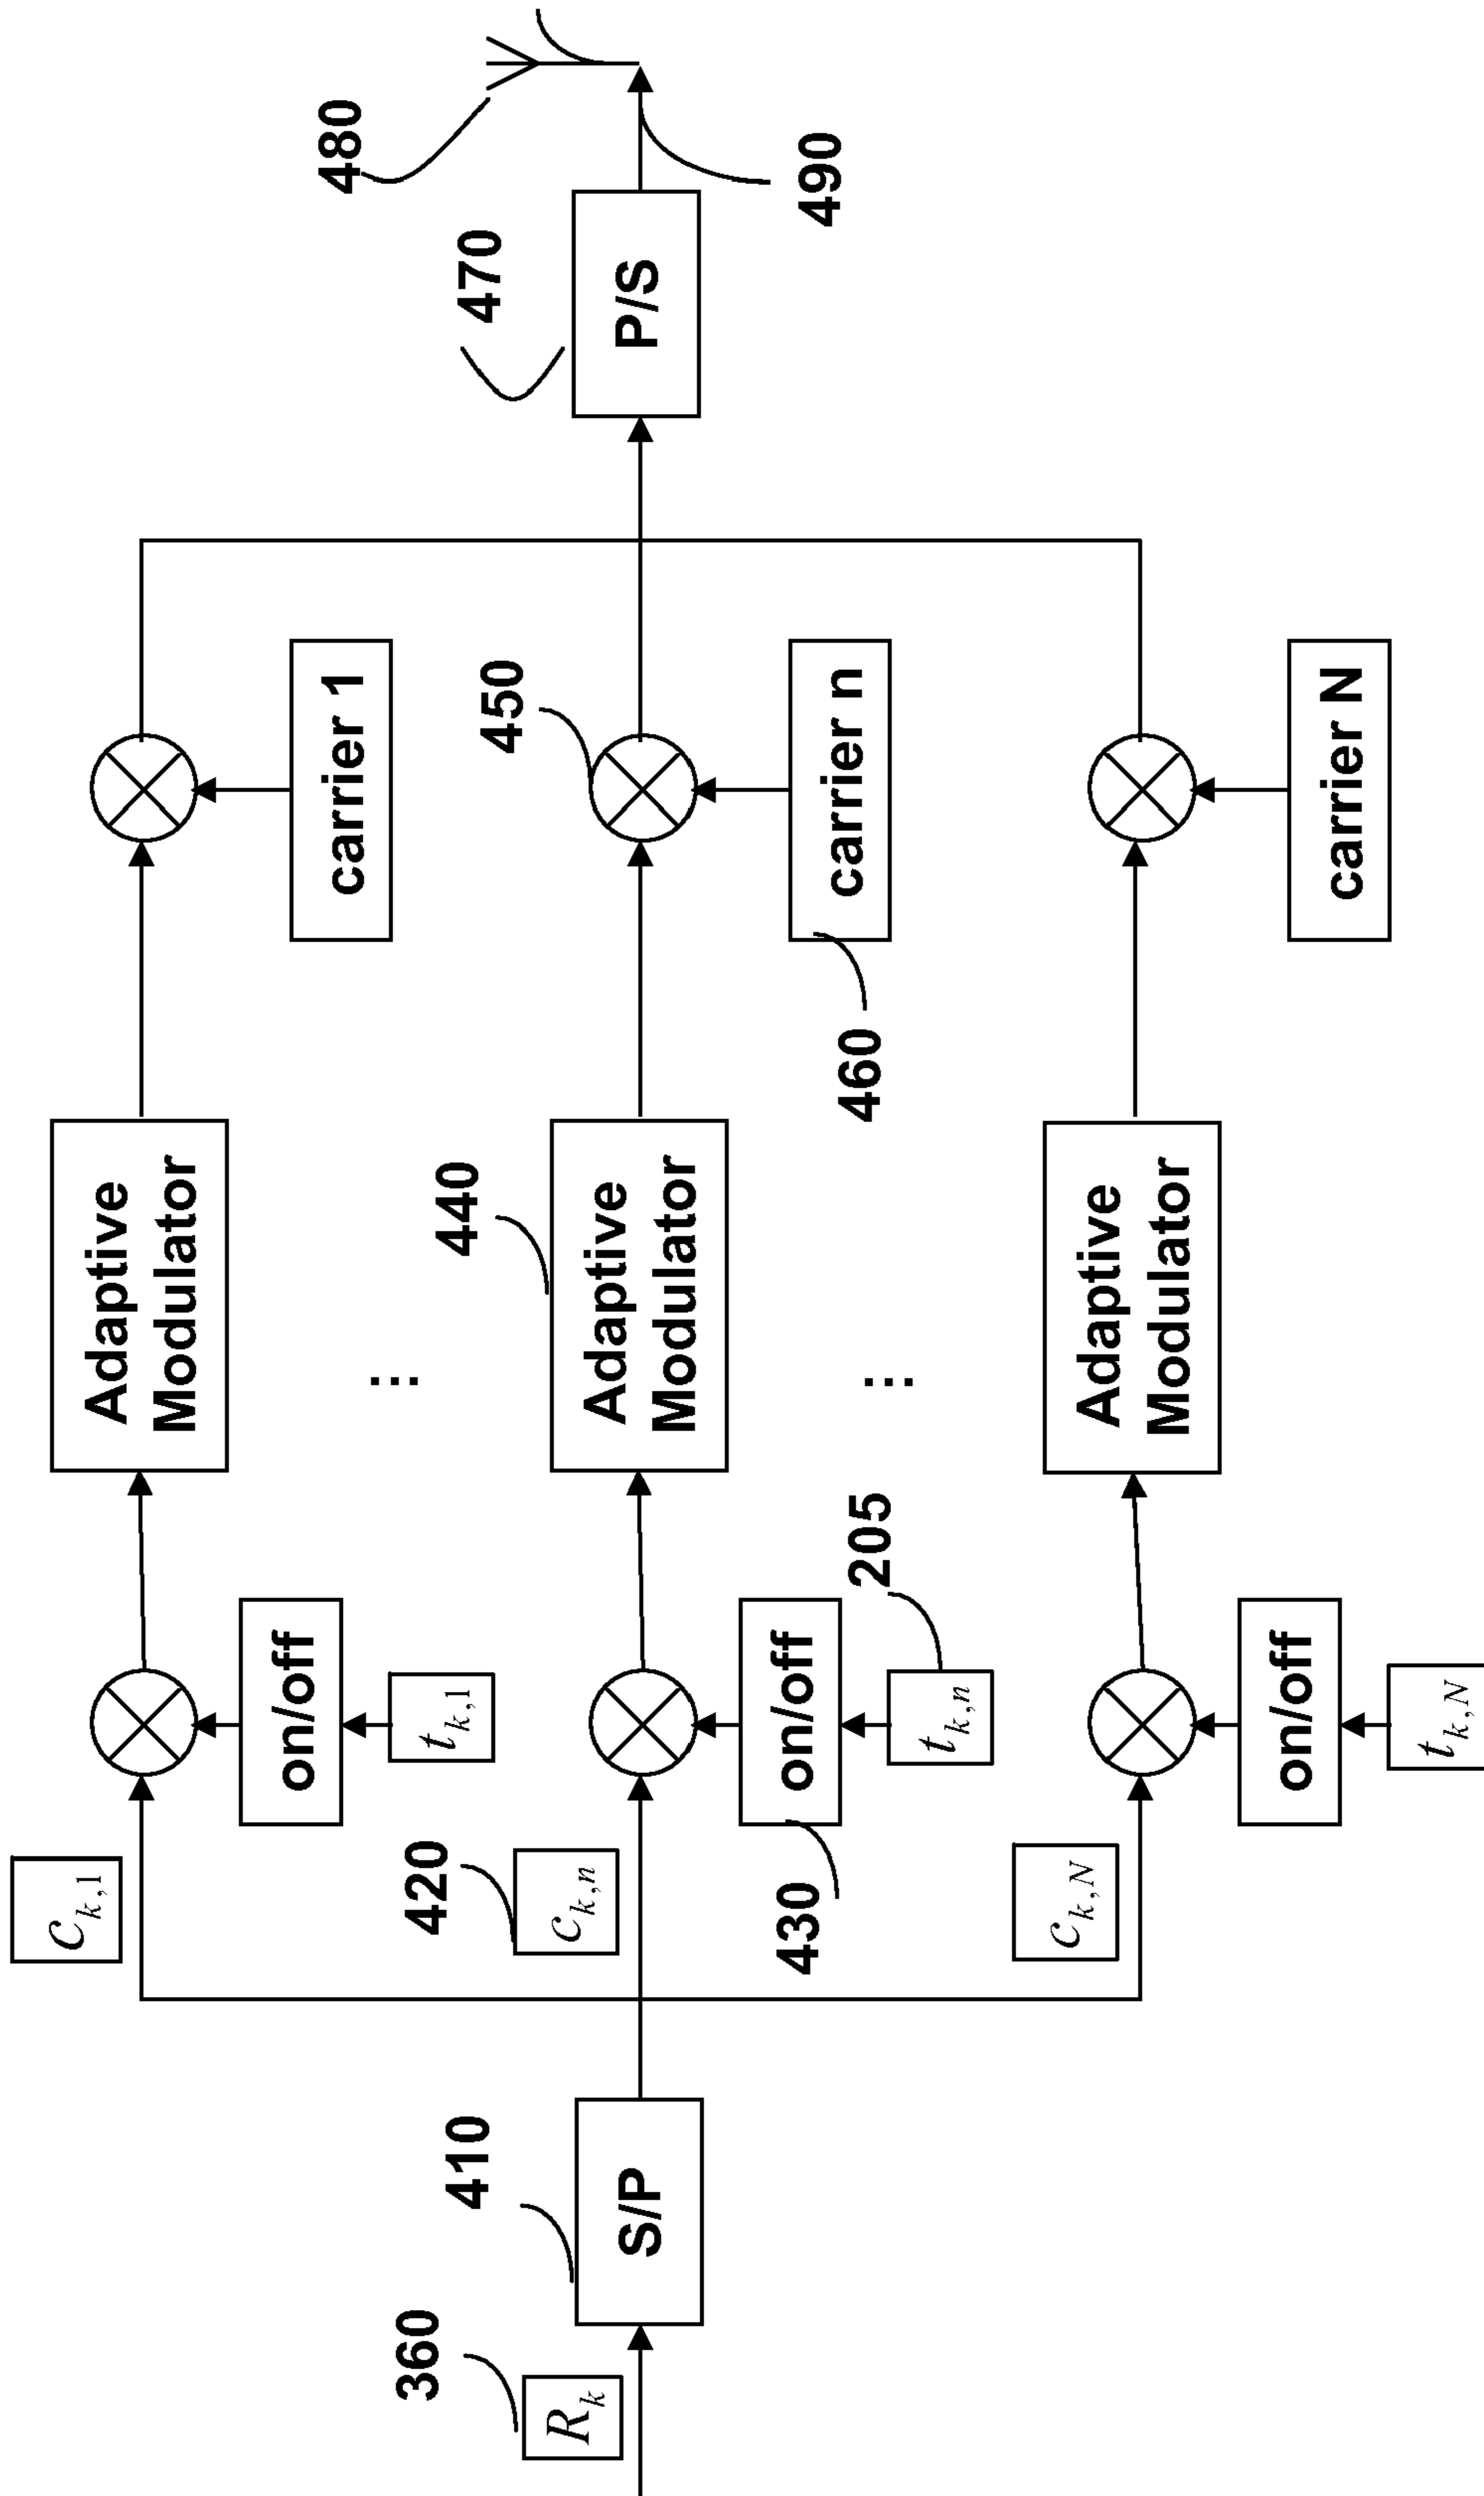 360
R_k
410
S/P
c_{k,1}
420
c_{k,n}
c_{k,N}
430
on/off
t_{k,1}
on/off
205
t_{k,n}
on/off
t_{k,N}
Adaptive
Modulator
...
440
Adaptive
Modulator
...
Adaptive
Modulator
carrier 1
450
460
carrier n
carrier N
470
P/S
480
490